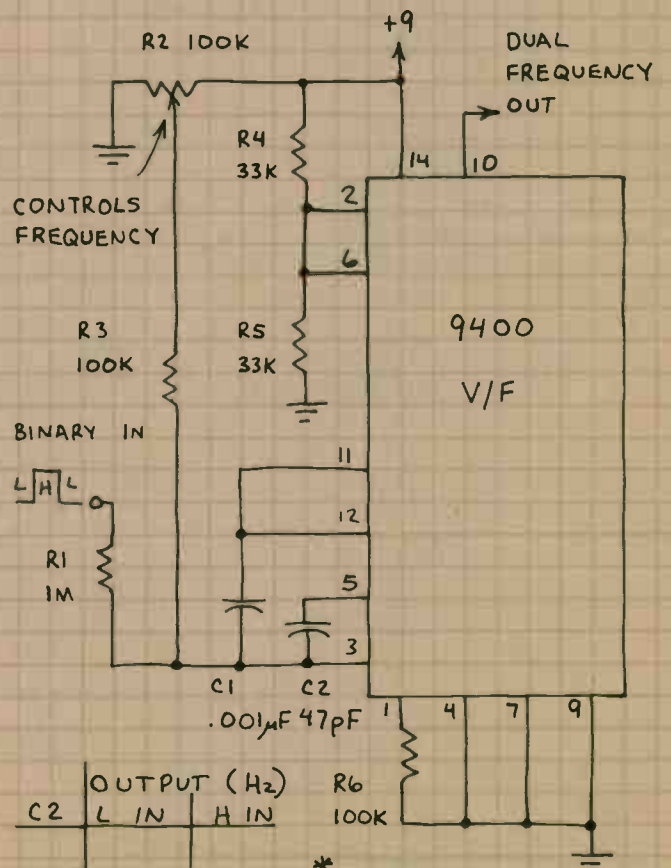 R2 100K
+9
DUAL
FREQUENCY
OUT
R4
33K
14
10
CONTROLS
FREQUENCY
2
6
R3
100K
R5
33K
9400
V/F
BINARY IN
L H L
R1
1M
11
12
5
3
C1 C2
.001µF 47pF
1 4 7 9
OUTPUT (Hz)
C2 L IN H IN
R6
100K
*